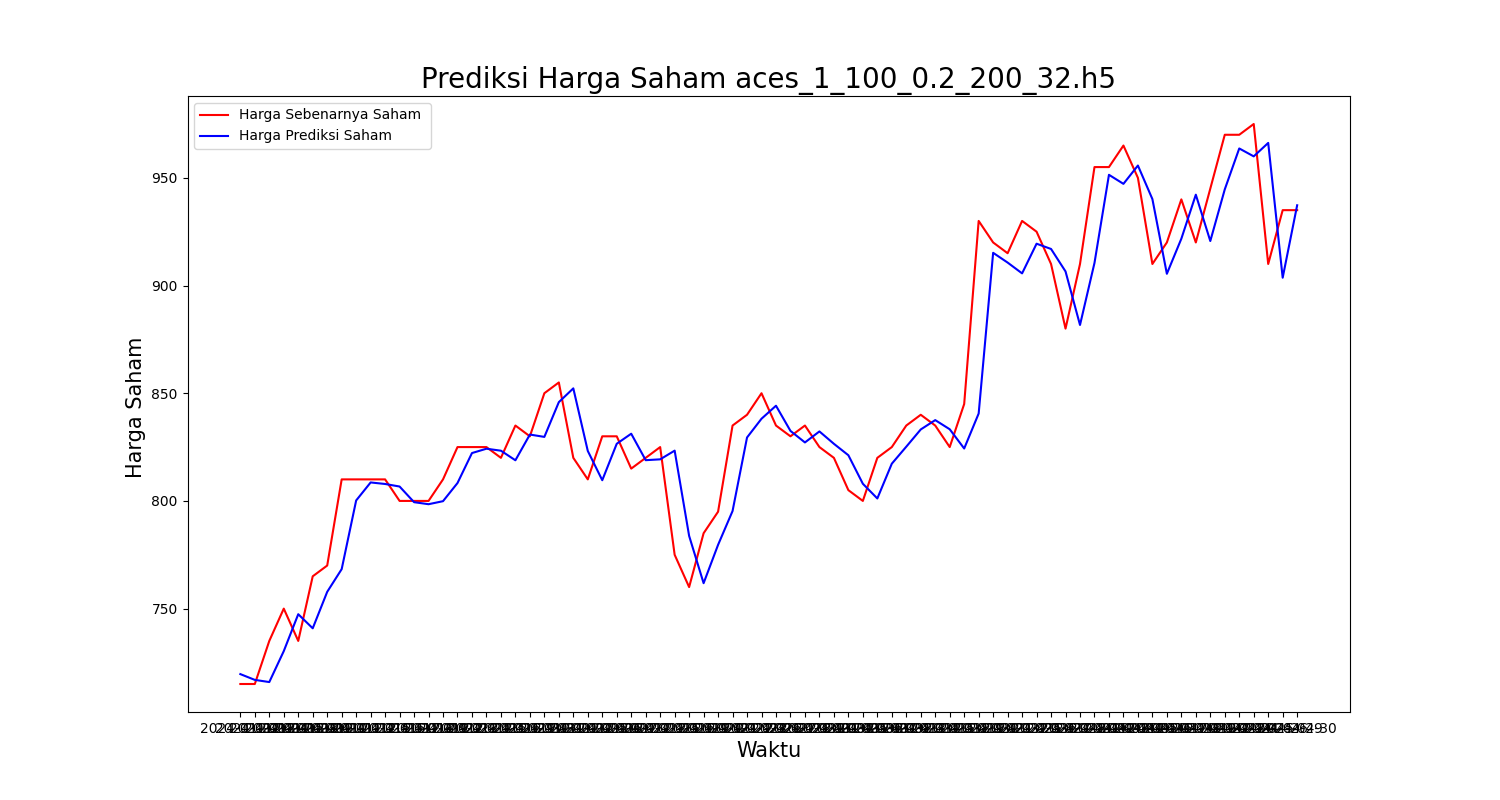 Prediksi Harga Saham aces_1_100_0.2_200_32.h5
Harga Sebenarnya Saham
Harga Prediksi Saham
950
900
850
800
750
Harga Saham
Waktu